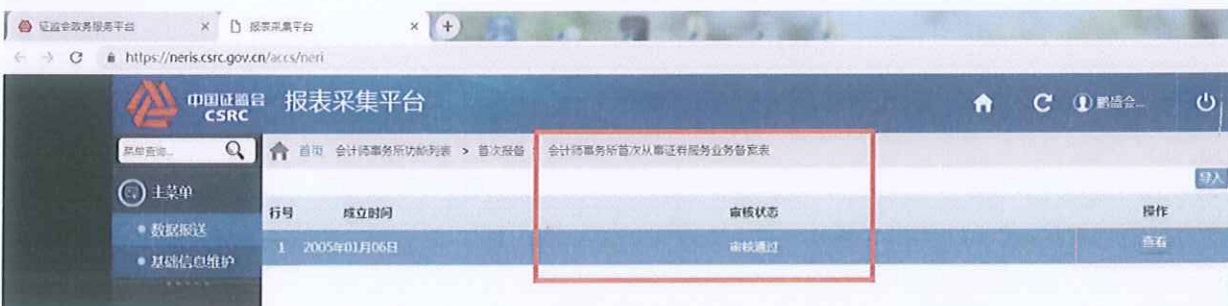 证监会政务服务平台 × 报表采集平台 × +
https://neris.csrc.gov.cn/accs/neri
中国证监会
CSRC
报表采集平台
鹏盛会...
菜单查询...
首页 会计师事务所功能列表 > 首次报备
会计师事务所首次从事证券服务业务备案表
导入
主菜单
行号 成立时间 审核状态 操作
数据报送
1 2005年01月06日 审核通过 查看
基础信息维护